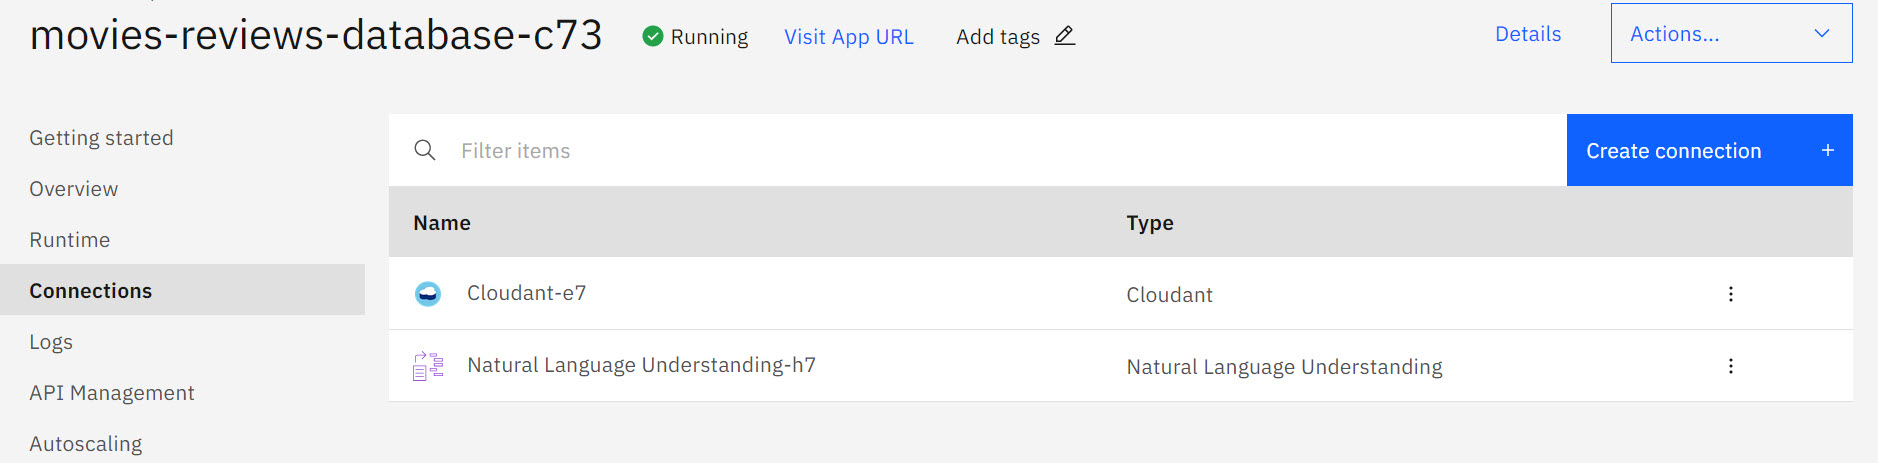 movies-reviews-database-c73 Running Visit App URL Add tags Details Actions...
Getting started
Overview
Runtime
Connections
Logs
API Management
Autoscaling
Filter items Create connection +
Name Type
Cloudant-e7 Cloudant
Natural Language Understanding-h7 Natural Language Understanding